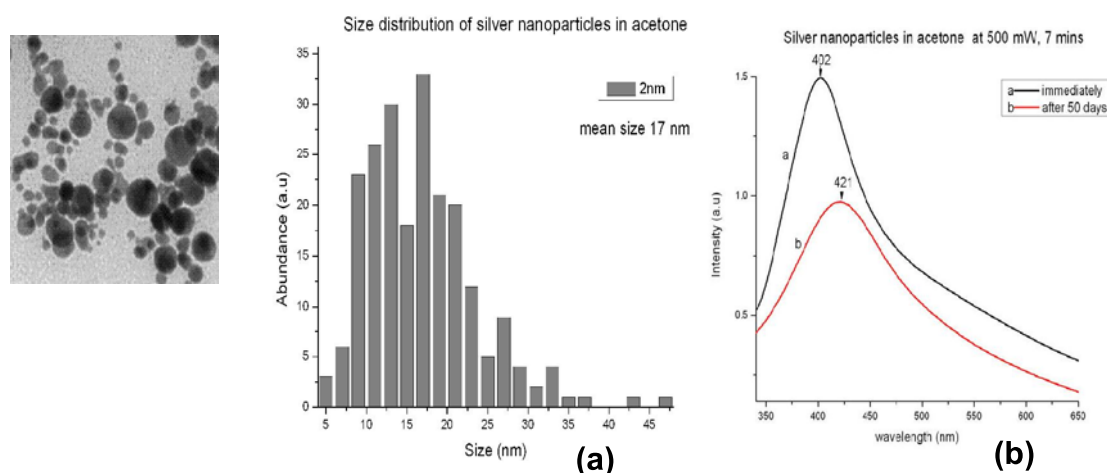 Size distribution of silver nanoparticles in acetone
35
30
25
20
15
10
5
0
Abundance (a.u)
2nm
mean size 17 nm
5 10 15 20 25 30 35 40 45
Size (nm)
(a)
Silver nanoparticles in acetone at 500 mW, 7 mins
402
1.5
1.0
0.5
Intensity (a.u)
a immediately
b after 50 days
a
421
b
350 400 450 500 550 600 650
wavelength (nm)
(b)